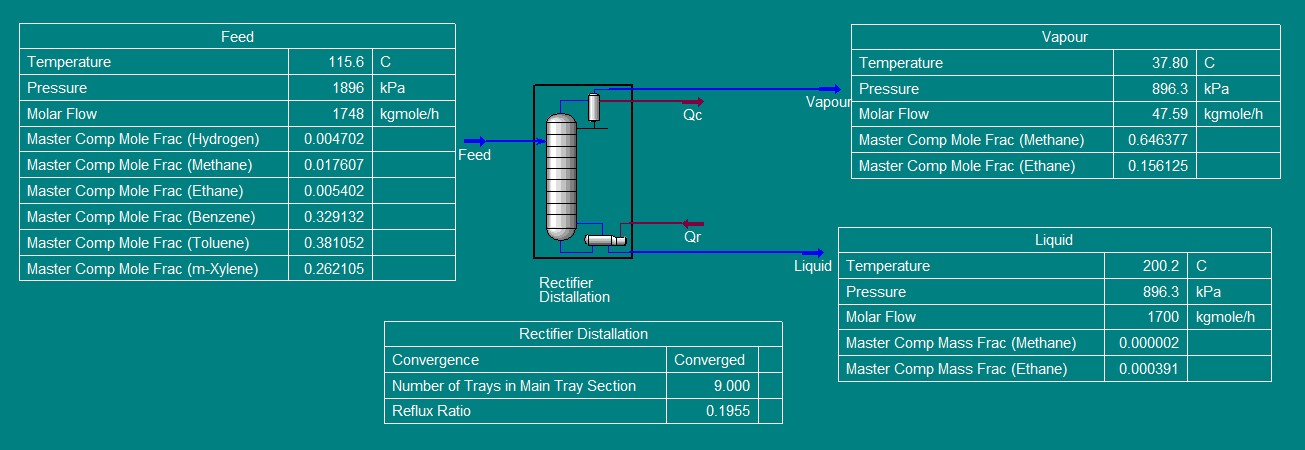 Feed
Temperature 115.6 C
Pressure 1896 kPa
Molar Flow 1748 kgmole/h
Master Comp Mole Frac (Hydrogen) 0.004702
Master Comp Mole Frac (Methane) 0.017607
Master Comp Mole Frac (Ethane) 0.005402
Master Comp Mole Frac (Benzene) 0.329132
Master Comp Mole Frac (Toluene) 0.381052
Master Comp Mole Frac (m-Xylene) 0.262105
Feed
Qc
Vapour
Qr
Liquid
Rectifier
Distallation
Vapour
Temperature 37.80 C
Pressure 896.3 kPa
Molar Flow 47.59 kgmole/h
Master Comp Mole Frac (Methane) 0.646377
Master Comp Mole Frac (Ethane) 0.156125
Liquid
Temperature 200.2 C
Pressure 896.3 kPa
Molar Flow 1700 kgmole/h
Master Comp Mass Frac (Methane) 0.000002
Master Comp Mass Frac (Ethane) 0.000391
Rectifier Distallation
Convergence Converged
Number of Trays in Main Tray Section 9.000
Reflux Ratio 0.1955